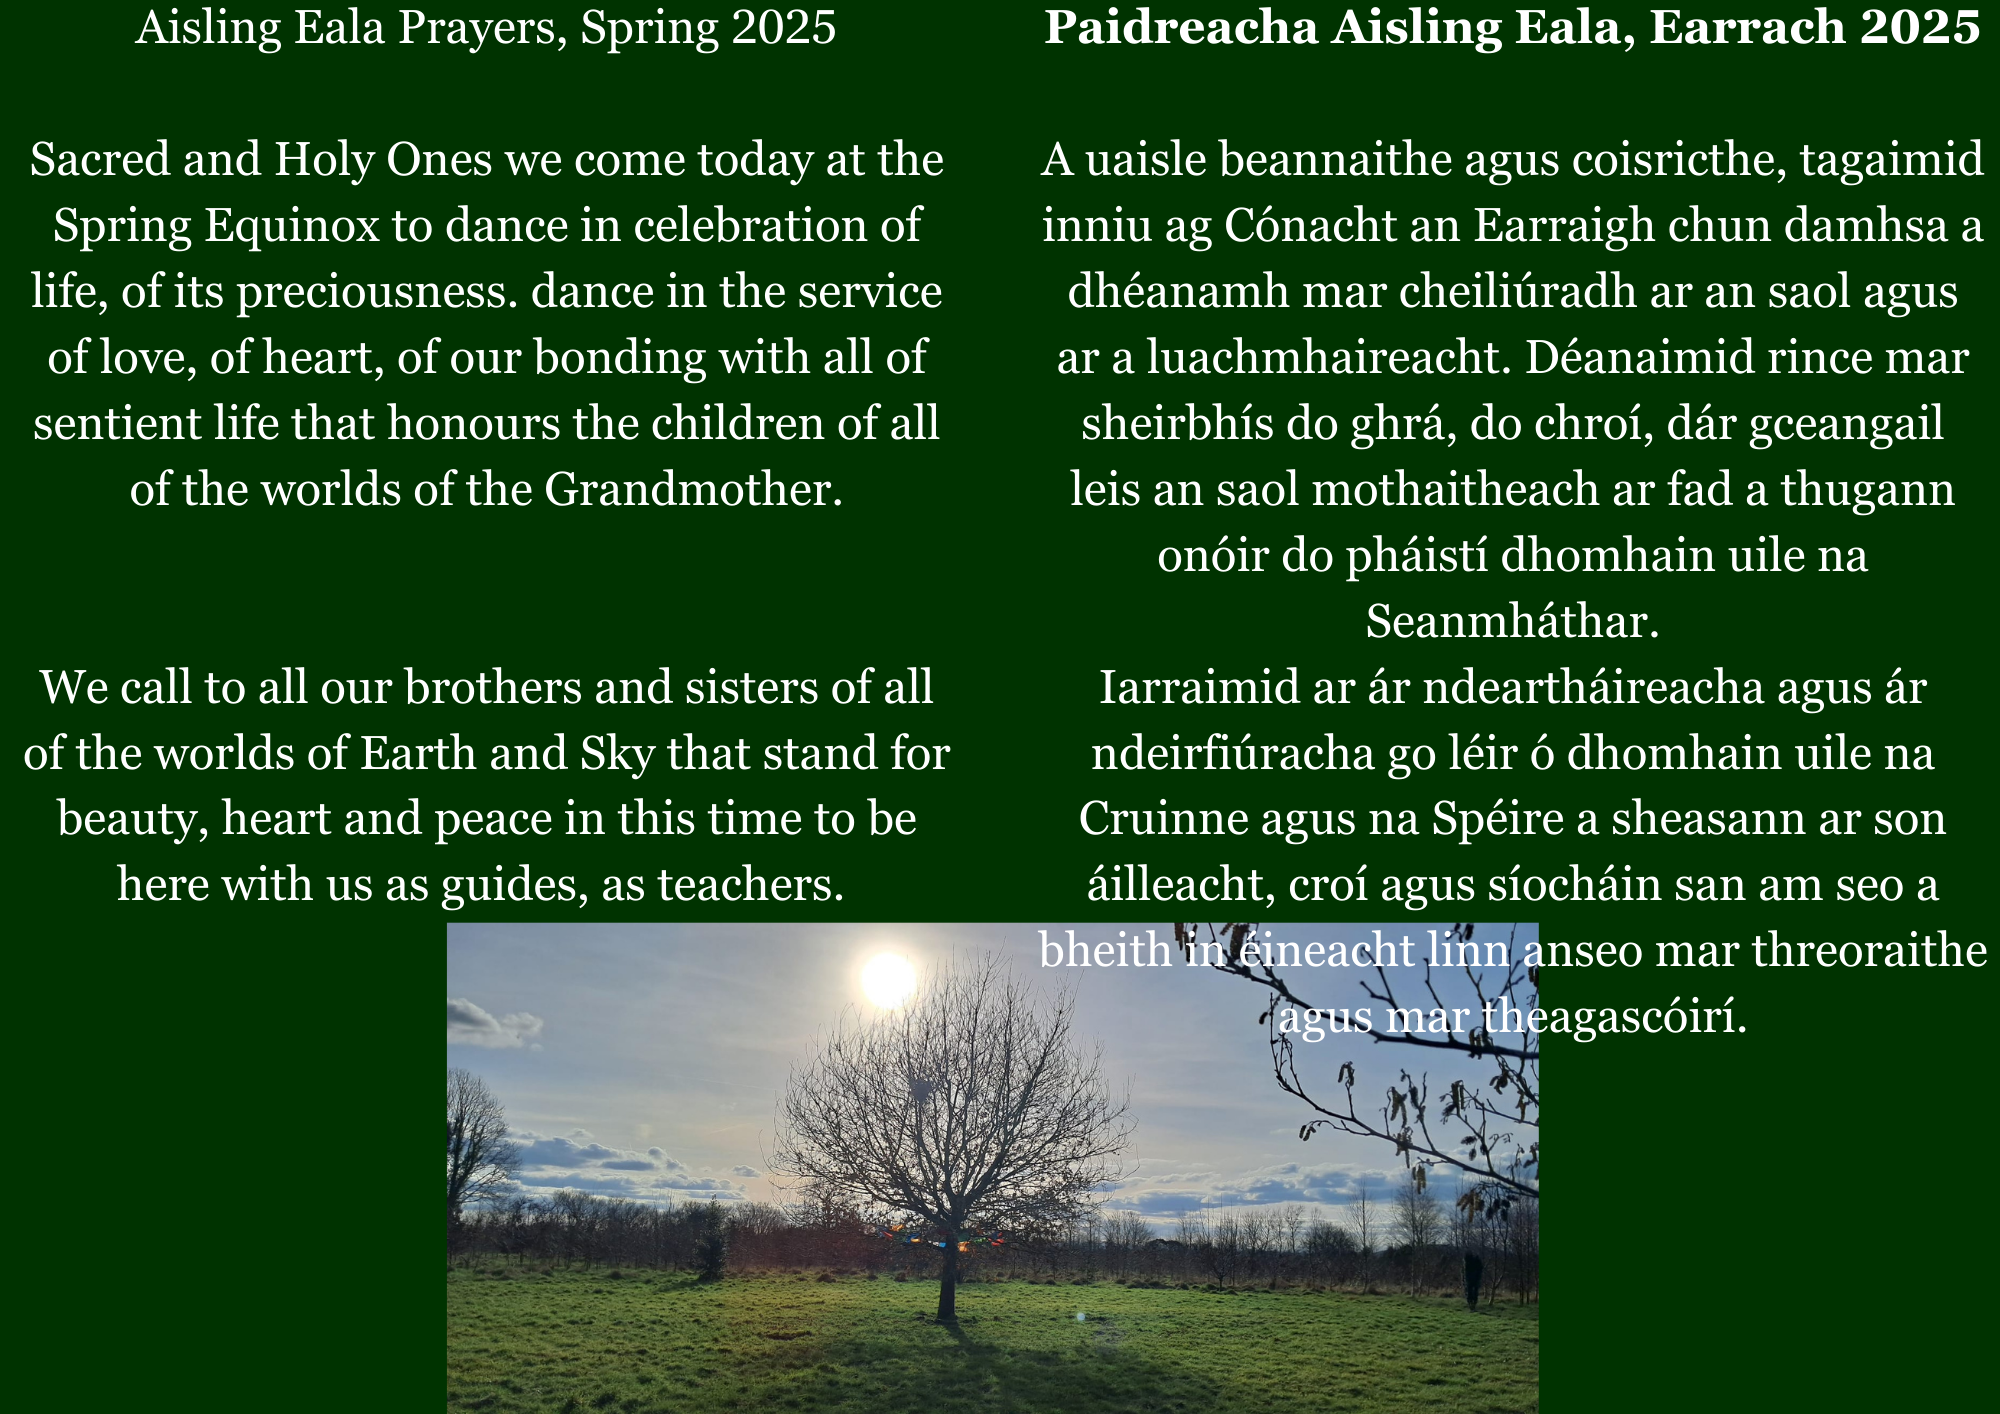 Aisling Eala Prayers, Spring 2025
Sacred and Holy Ones we come today at the
Spring Equinox to dance in celebration of
life, of its preciousness. dance in the service
of love, of heart, of our bonding with all of
sentient life that honours the children of all
of the worlds of the Grandmother.
We call to all our brothers and sisters of all
of the worlds of Earth and Sky that stand for
beauty, heart and peace in this time to be
here with us as guides, as teachers.
Paidreacha Aisling Eala, Earrach 2025
A uaisle beannaithe agus coisricthe, tagaimid
inniu ag Cónacht an Earraigh chun damhsa a
dhéanamh mar cheiliúradh ar an saol agus
ar a luachmhaireacht. Déanaimid rince mar
sheirbhís do ghrá, do chroí, dár gceangail
leis an saol mothaitheach ar fad a thugann
onóir do pháistí dhomhain uile na
Seanmháthar.
Iarraimid ar ár ndeartháireacha agus ár
ndeirfiúracha go léir ó dhomhain uile na
Cruinne agus na Spéire a sheasann ar son
áilleacht, croí agus síocháin san am seo a
bheith in éineacht linn anseo mar threoraithe
agus mar theagascóirí.